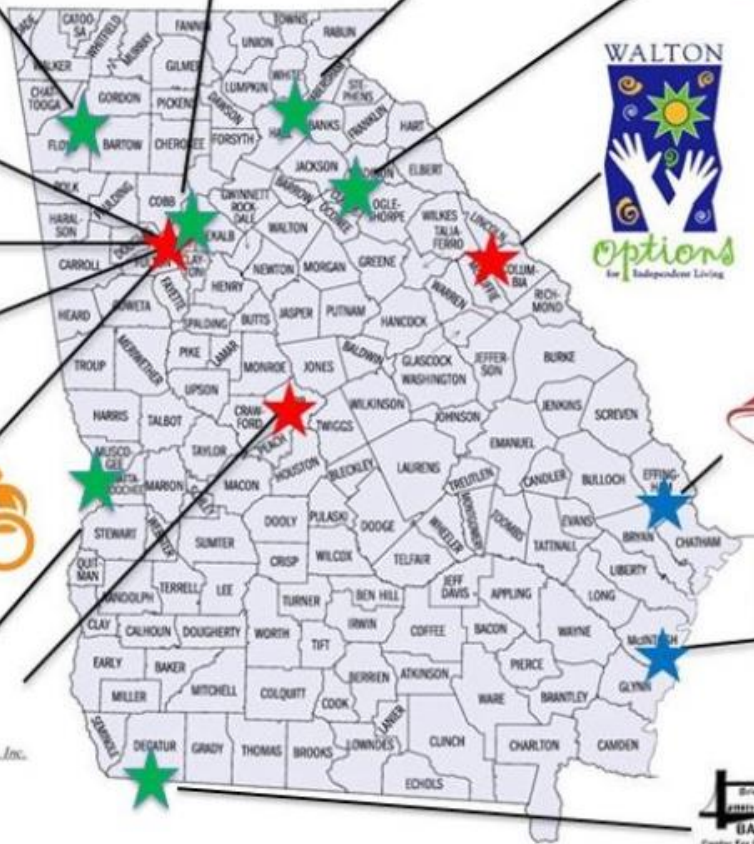 CATOO-
SA
WHITFIELD
MURRAY
FANNIN
TOWNS
UNION
RABUN
WALKER
GILMER
LUMPKIN
WHITE
STE-
PHENS
CHAT-
TOOGA
GORDON
PICKENS
DAWSON
BANKS
FRANKLIN
HART
BARTOW
CHEROKEE
FORSYTH
JACKSON
ELBERT
POLK
PAULDING
COBB
GWINNETT
BARROW
OCONEE
OGLE-
THORPE
WILKES
LINCOLN
HARAL-
SON
ROCK-
DALE
WALTON
TALIA-
FERRO
CARROLL
NEWTON
MORGAN
GREENE
COLUM-
BIA
HENRY
WARREN
RICH-
MOND
HEARD
COWETA
FAYETTE
SPALDING
BUTTS
JASPER
PUTNAM
HANCOCK
TROUP
MERIWETHER
PIKE
LAMAR
MONROE
JONES
BALDWIN
GLASCOCK
WASHINGTON
JEFFER-
SON
BURKE
UPSON
HARRIS
TALBOT
CRAW-
FORD
TWIGGS
WILKINSON
JOHNSON
JENKINS
SCREVEN
EMANUEL
MUSCO-
GEE
TAYLOR
PEACH
MARION
MACON
HOUSTON
BLECKLEY
LAURENS
TREUTLEN
CANDLER
BULLOCH
EFFING-
STEWART
WEBSTER
SUMTER
DOOLY
PULASKI
DODGE
WHEELER
MONTGOMERY
TOOMBS
EVANS
TATTNALL
BRYAN
CHATHAM
QUIT
MAN
RANDOLPH
TERRELL
LEE
CRISP
WILCOX
TELFAIR
LIBERTY
LONG
CLAY
CALHOUN
DOUGHERTY
WORTH
TURNER
BEN HILL
IRWIN
TIFT
COFFEE
JEFF
DAVIS
APPLING
BACON
WAYNE
McINTOSH
EARLY
BAKER
MILLER
MITCHELL
COLQUITT
COOK
BERRIEN
ATKINSON
PIERCE
WARE
BRANTLEY
GLYNN
SEMINOLE
DECATUR
GRADY
THOMAS
BROOKS
LOWNDES
LANIER
CLINCH
ECHOLS
CHARLTON
CAMDEN
WALTON
Options
for Independent Living
Inc.